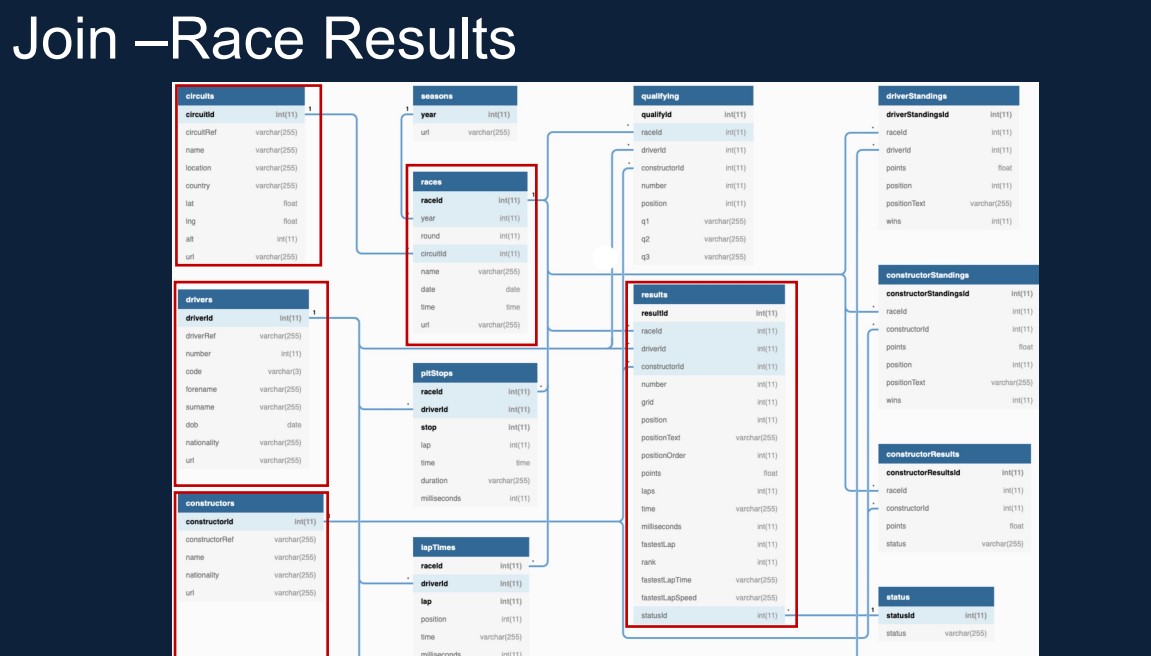 Join –Race Results
circuits
circuitId int(11)
circuitRef varchar(255)
name varchar(255)
location varchar(255)
country varchar(255)
lat float
lng float
alt int(11)
url varchar(255)
drivers
driverId int(11)
driverRef varchar(255)
number int(11)
code varchar(3)
forename varchar(255)
surname varchar(255)
dob date
nationality varchar(255)
url varchar(255)
constructors
constructorId int(11)
constructorRef varchar(255)
name varchar(255)
nationality varchar(255)
url varchar(255)
seasons
year int(11)
url varchar(255)
races
raceId int(11)
year int(11)
round int(11)
circuitId int(11)
name varchar(255)
date date
time time
url varchar(255)
pitStops
raceId int(11)
driverId int(11)
stop int(11)
lap int(11)
time time
duration varchar(255)
milliseconds int(11)
lapTimes
raceId int(11)
driverId int(11)
lap int(11)
position int(11)
time varchar(255)
milliseconds int(11)
qualifying
qualifyId int(11)
raceId int(11)
driverId int(11)
constructorId int(11)
number int(11)
position int(11)
q1 varchar(255)
q2 varchar(255)
q3 varchar(255)
results
resultId int(11)
raceId int(11)
driverId int(11)
constructorId int(11)
number int(11)
grid int(11)
position int(11)
positionText varchar(255)
positionOrder int(11)
points float
laps int(11)
time varchar(255)
milliseconds int(11)
fastestLap int(11)
rank int(11)
fastestLapTime varchar(255)
fastestLapSpeed varchar(255)
statusId int(11)
driverStandings
driverStandingsId int(11)
raceId int(11)
driverId int(11)
points float
position int(11)
positionText varchar(255)
wins int(11)
constructorStandings
constructorStandingsId int(11)
raceId int(11)
constructorId int(11)
points float
position int(11)
positionText varchar(255)
wins int(11)
constructorResults
constructorResultsId int(11)
raceId int(11)
constructorId int(11)
points float
status varchar(255)
status
statusId int(11)
status varchar(255)
1
1
1
1
1